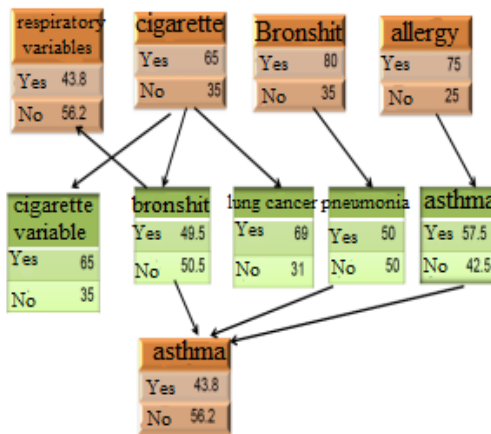 respiratory
variables
Yes 43.8
No 56.2
cigarette
Yes 65
No 35
Bronshit
Yes 80
No 35
allergy
Yes 75
No 25
cigarette
variable
Yes 65
No 35
bronshit
Yes 49.5
No 50.5
lung cancer
Yes 69
No 31
pneumonia
Yes 50
No 50
asthma
Yes 57.5
No 42.5
asthma
Yes 43.8
No 56.2